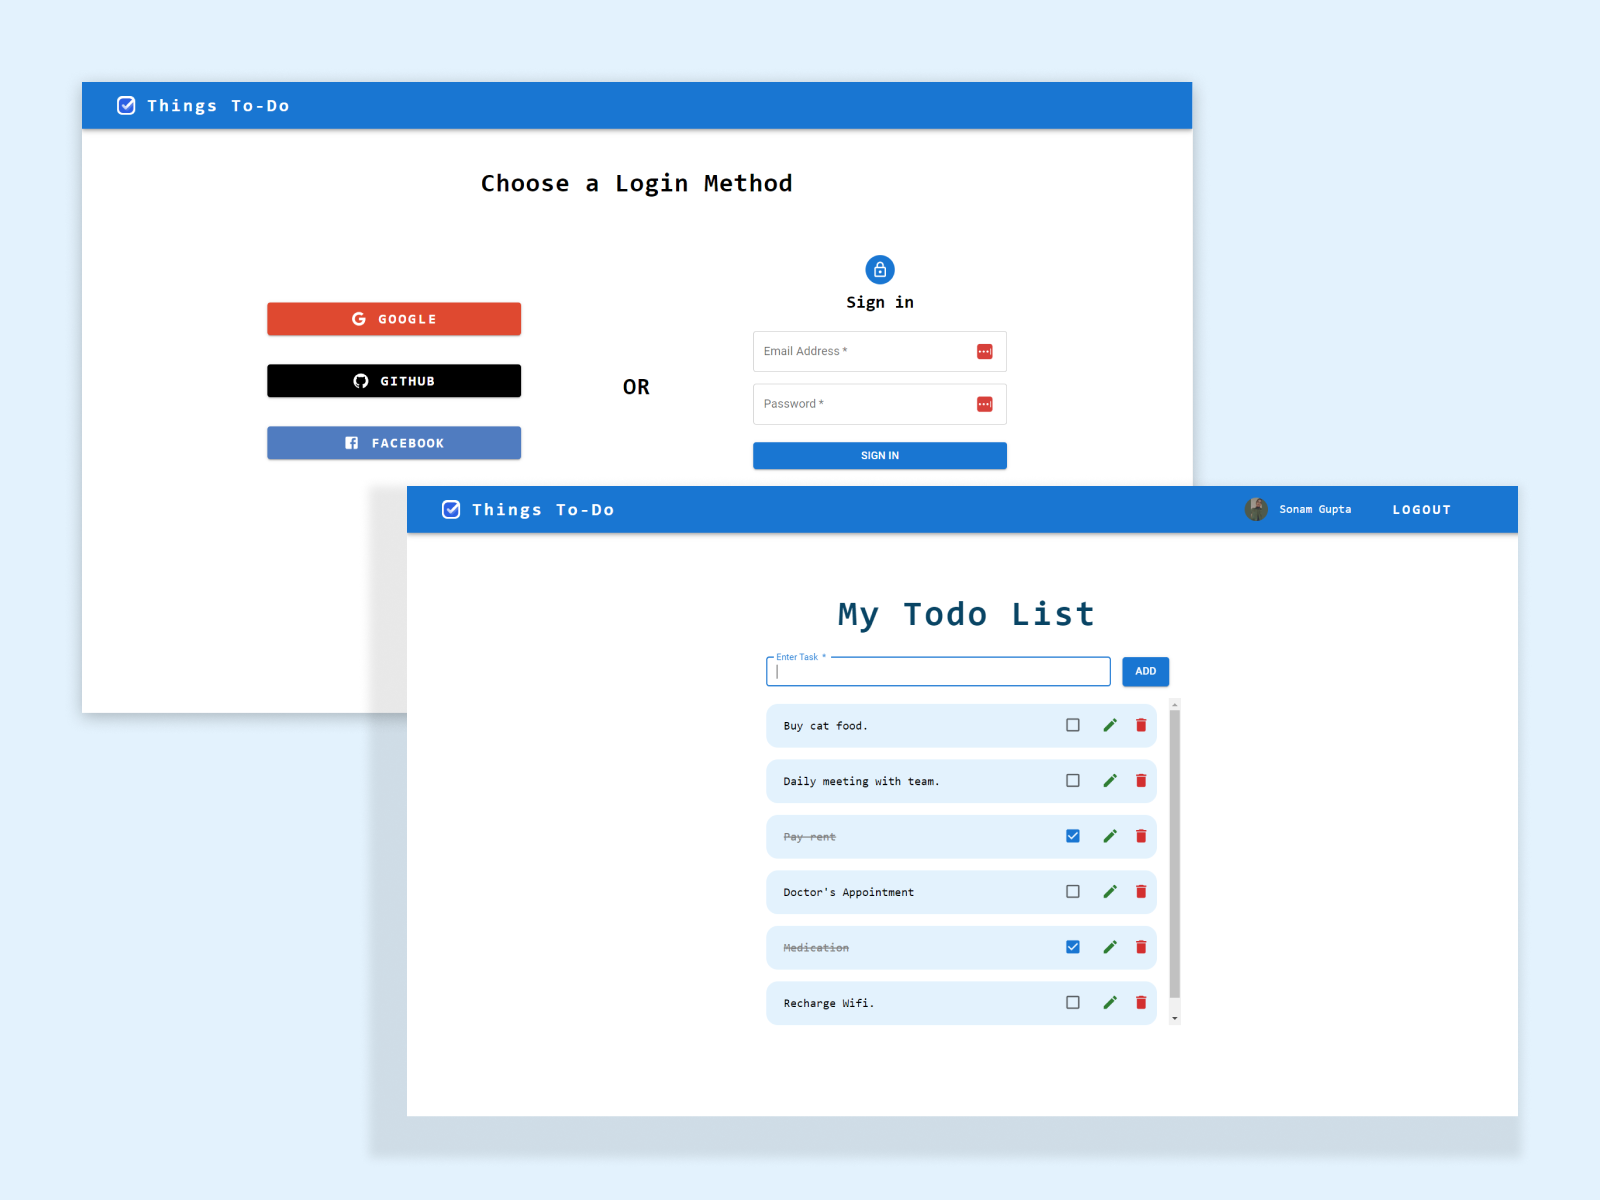 Things To-Do
Choose a Login Method
GOOGLE
GITHUB
FACEBOOK
OR
Sign in
Email Address *
Password *
SIGN IN
Things To-Do
Sonam Gupta
LOGOUT
My Todo List
Enter Task *
ADD
Buy cat food.
Daily meeting with team.
Pay rent
Doctor's Appointment
Medication
Recharge Wifi.